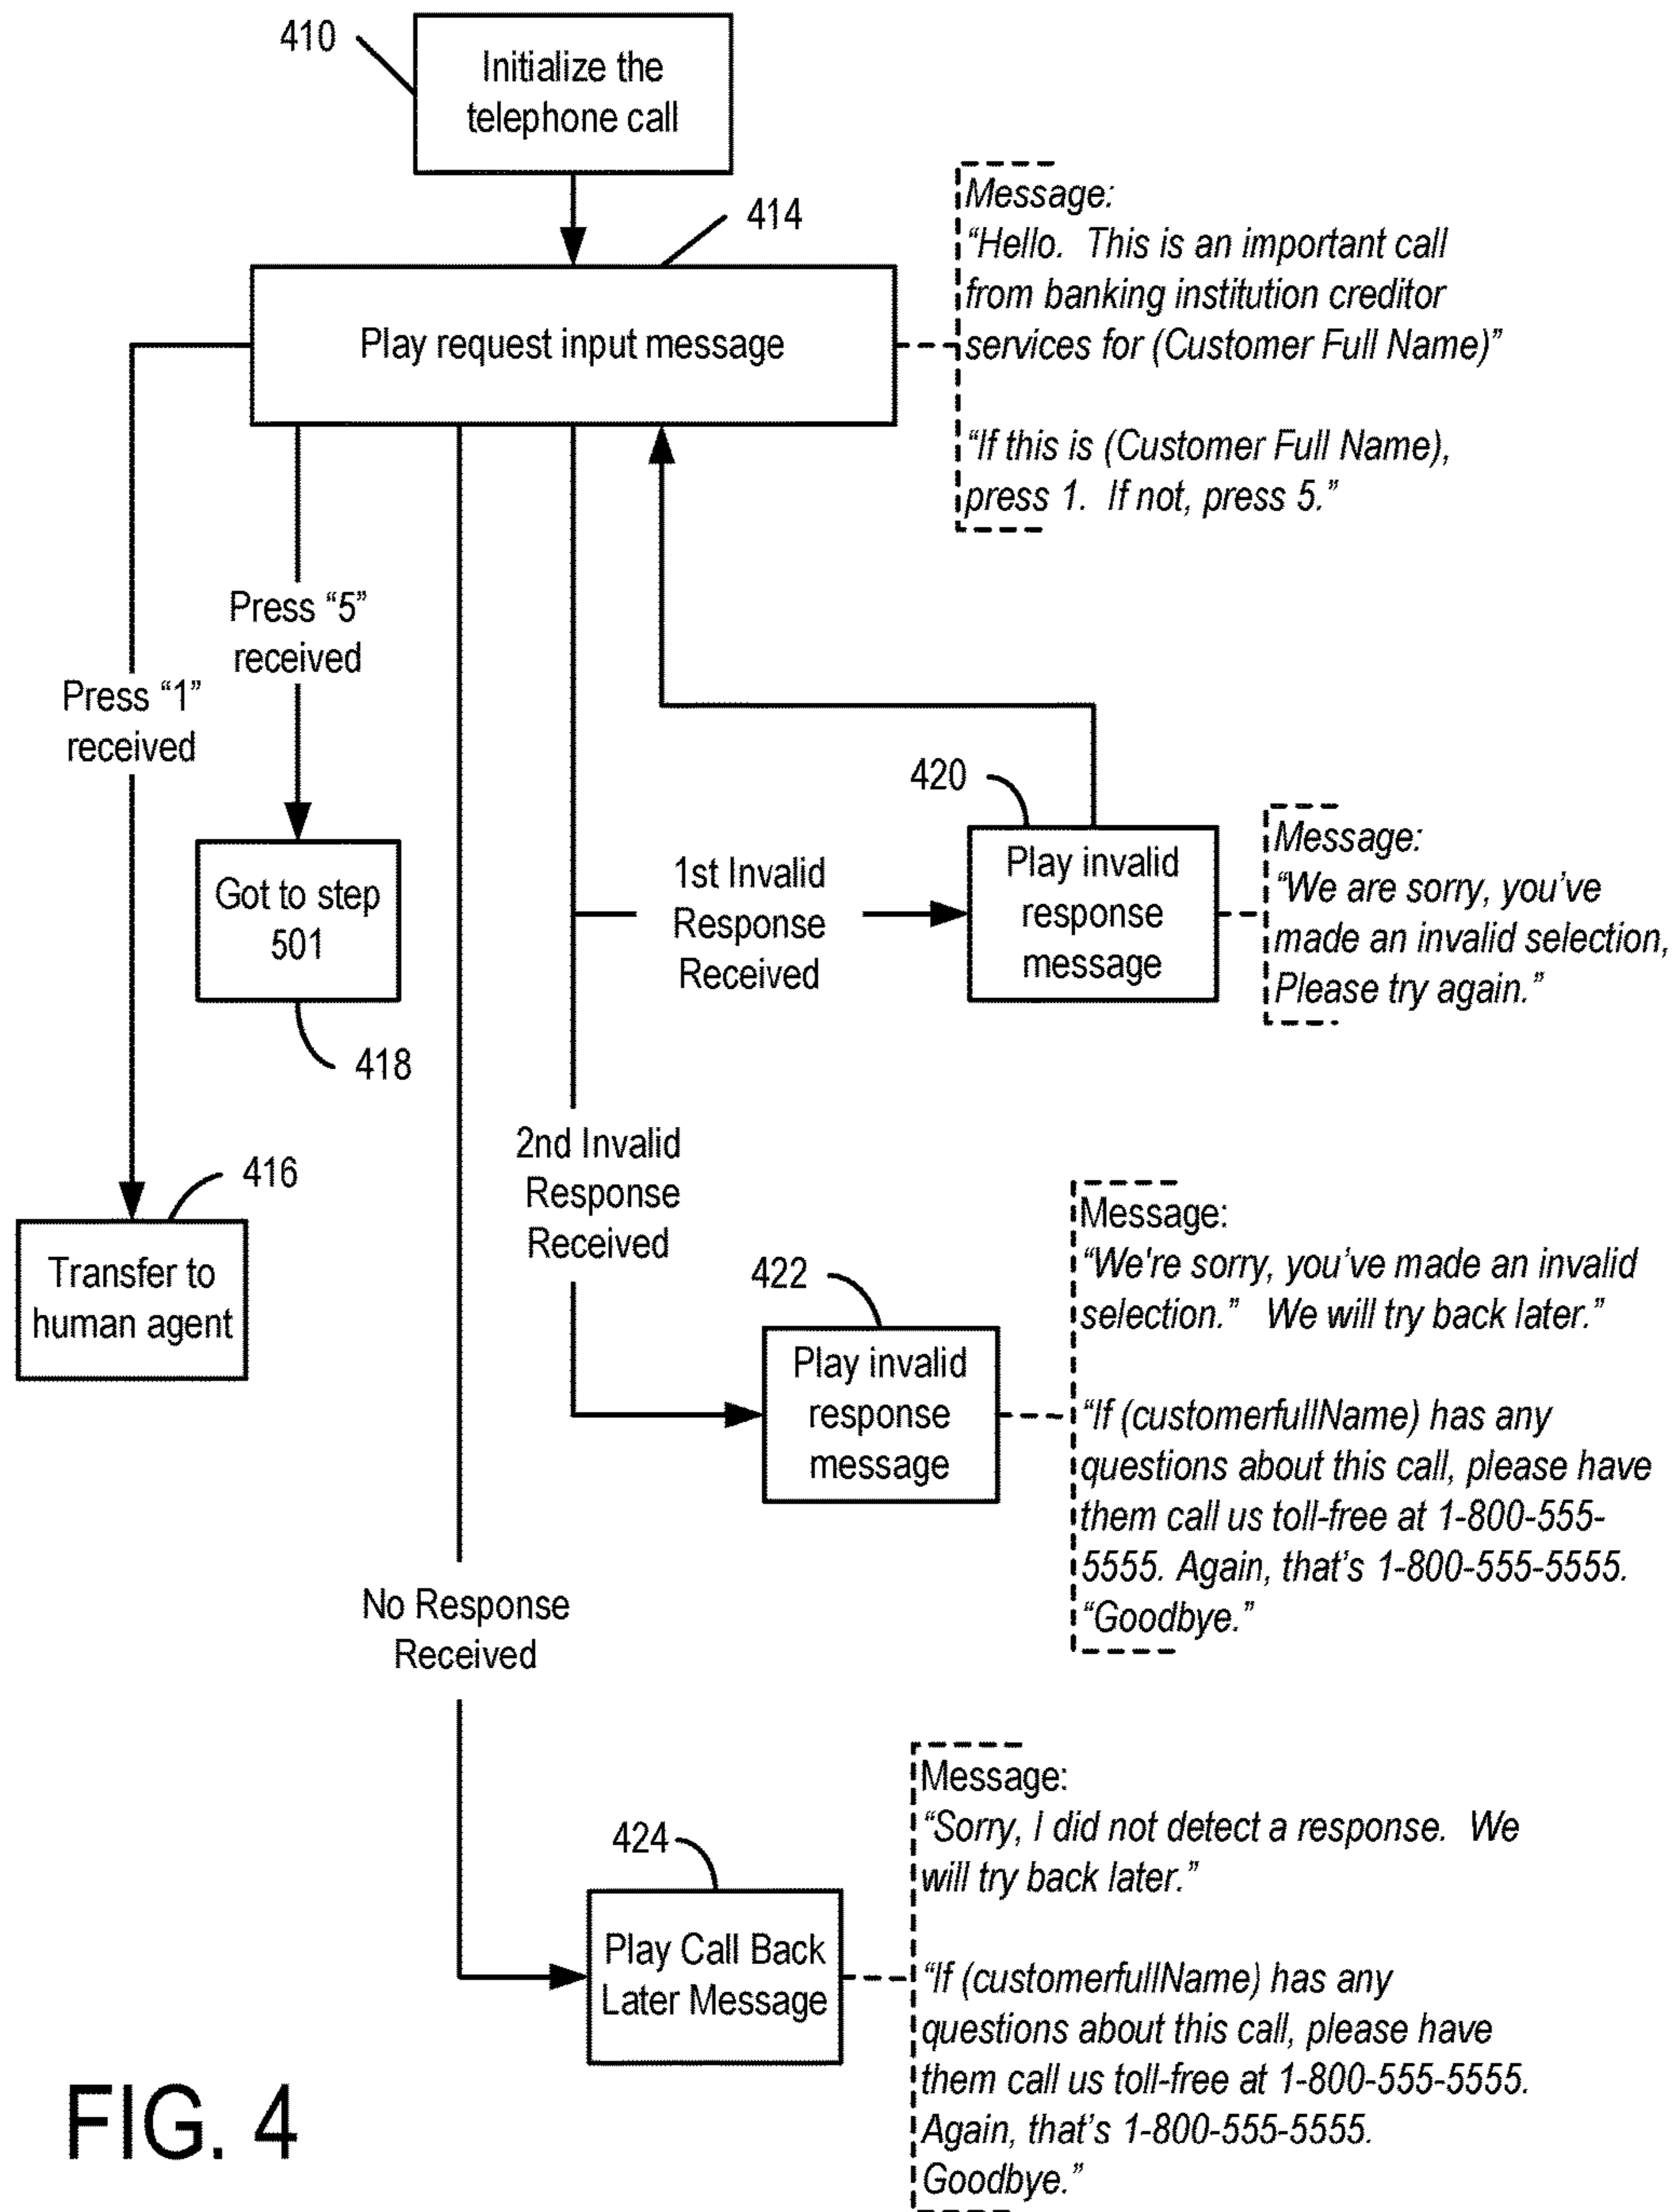 410
Initialize the
telephone call
414
Play request input message
Message:
“Hello.  This is an important call
from banking institution creditor
services for (Customer Full Name)”
“If this is (Customer Full Name),
press 1.  If not, press 5.”
Press “5”
received
Press “1”
received
420
Play invalid
response
message
Message:
“We are sorry, you’ve
made an invalid selection,
Please try again.”
1st Invalid
Response
Received
Got to step
501
418
2nd Invalid
Response
Received
416
Transfer to
human agent
422
Play invalid
response
message
Message:
“We're sorry, you’ve made an invalid
selection.”   We will try back later.”
“If (customerfullName) has any
questions about this call, please have
them call us toll-free at 1-800-555-
5555. Again, that’s 1-800-555-5555.
“Goodbye.”
No Response
Received
424
Play Call Back
Later Message
Message:
“Sorry, I did not detect a response.  We
will try back later.”
“If (customerfullName) has any
questions about this call, please have
them call us toll-free at 1-800-555-5555.
Again, that’s 1-800-555-5555.
Goodbye.”
FIG. 4